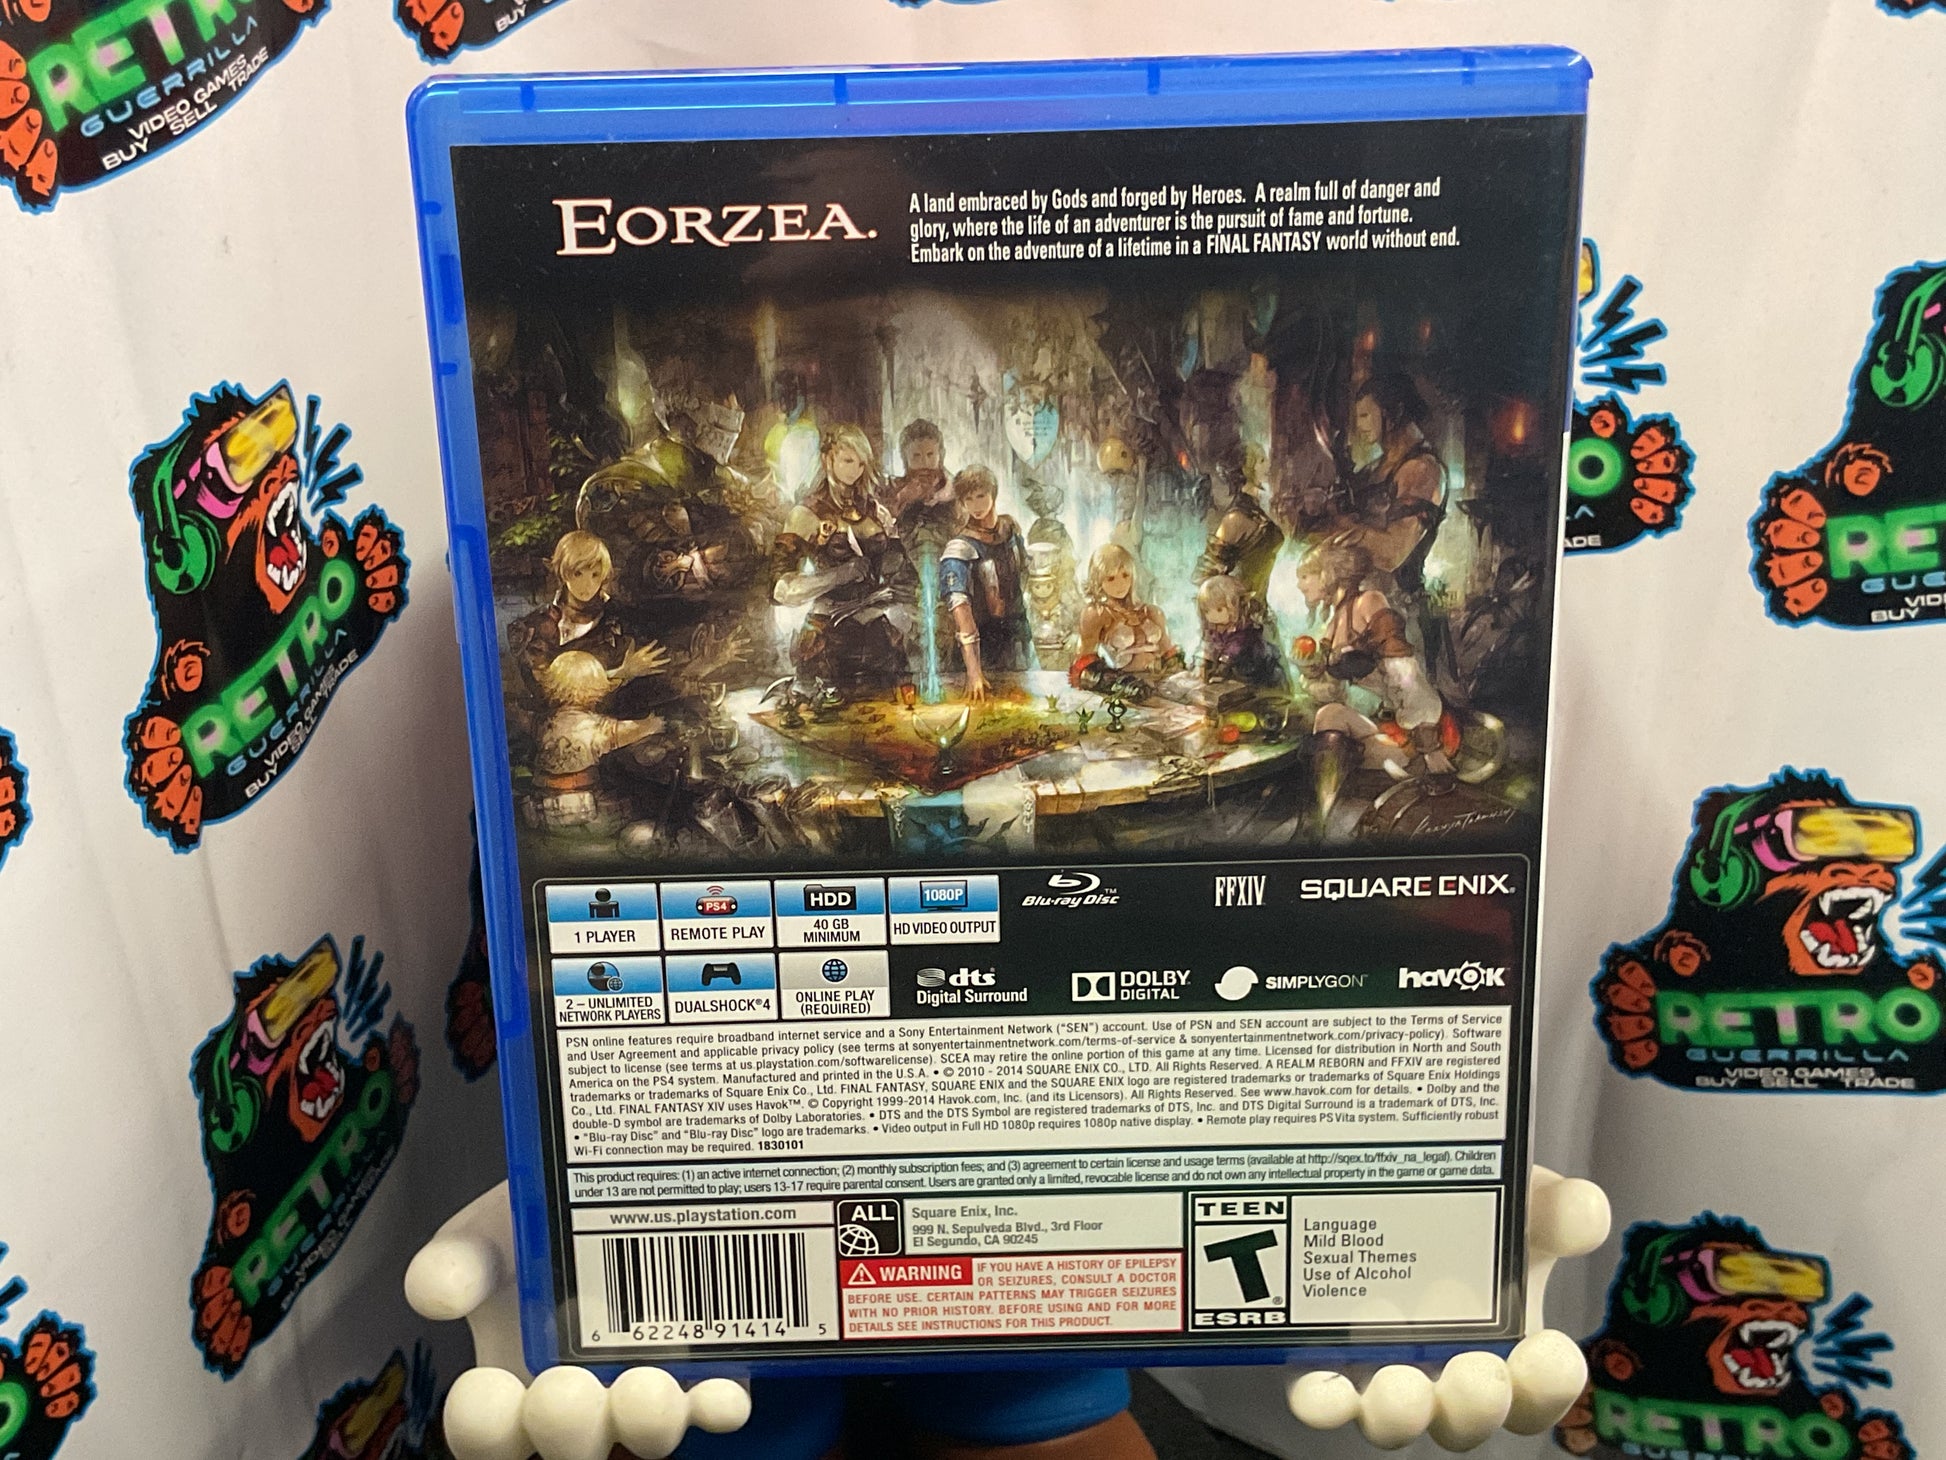 EORZEA.
A land embraced by Gods and forged by Heroes. A realm full of danger and
glory, where the life of an adventurer is the pursuit of fame and fortune.
Embark on the adventure of a lifetime in a FINAL FANTASY world without end.
1 PLAYER
REMOTE PLAY
PS4
HDD
40 GB
MINIMUM
1080P
HD VIDEO OUTPUT
Blu-ray Disc™
FFXIV
SQUARE ENIX®
2 – UNLIMITED
NETWORK PLAYERS
DUALSHOCK®4
ONLINE PLAY
(REQUIRED)
dts
Digital Surround
DOLBY
DIGITAL
SIMPLYGON
havok
PSN online features require broadband internet service and a Sony Entertainment Network ("SEN") account. Use of PSN and SEN account are subject to the Terms of Service
and User Agreement and applicable privacy policy (see terms at sonyentertainmentnetwork.com/terms-of-service & sonyentertainmentnetwork.com/privacy-policy). Software
subject to license (see terms at us.playstation.com/softwarelicense). SCEA may retire the online portion of this game at any time. Licensed for distribution in North and South
America on the PS4 system. Manufactured and printed in the U.S.A. • © 2010 - 2014 SQUARE ENIX CO., LTD. All Rights Reserved. A REALM REBORN and FFXIV are registered
trademarks or trademarks of Square Enix Co., Ltd. FINAL FANTASY, SQUARE ENIX and the SQUARE ENIX logo are registered trademarks or trademarks of Square Enix Holdings
Co., Ltd. FINAL FANTASY XIV uses Havok™. © Copyright 1999-2014 Havok.com, Inc. (and its Licensors). All Rights Reserved. See www.havok.com for details. • Dolby and the
double-D symbol are trademarks of Dolby Laboratories. • DTS and the DTS Symbol are registered trademarks of DTS, Inc. and DTS Digital Surround is a trademark of DTS, Inc.
• "Blu-ray Disc" and "Blu-ray Disc" logo are trademarks. • Video output in Full HD 1080p requires 1080p native display. • Remote play requires PS Vita system. Sufficiently robust
Wi-Fi connection may be required. 1830101
This product requires: (1) an active internet connection; (2) monthly subscription fees; and (3) agreement to certain license and usage terms (available at http://sqex.to/ffxiv_na_legal). Children
under 13 are not permitted to play; users 13-17 require parental consent. Users are granted only a limited, revocable license and do not own any intellectual property in the game or game data.
www.us.playstation.com
ALL
Square Enix, Inc.
999 N. Sepulveda Blvd., 3rd Floor
El Segundo, CA 90245
WARNING IF YOU HAVE A HISTORY OF EPILEPSY
OR SEIZURES, CONSULT A DOCTOR
BEFORE USE. CERTAIN PATTERNS MAY TRIGGER SEIZURES
WITH NO PRIOR HISTORY. BEFORE USING AND FOR MORE
DETAILS SEE INSTRUCTIONS FOR THIS PRODUCT.
6 62248 91414 5
TEEN
T
ESRB
Language
Mild Blood
Sexual Themes
Use of Alcohol
Violence
RETRO
GUERRILLA
VIDEO GAMES
BUY SELL TRADE
RETRO
GUERRILLA
VIDEO GAMES
BUY SELL TRADE
RETRO
GUERRILLA
VIDEO GAMES
BUY SELL TRADE
RETRO
GUERRILLA
RETRO